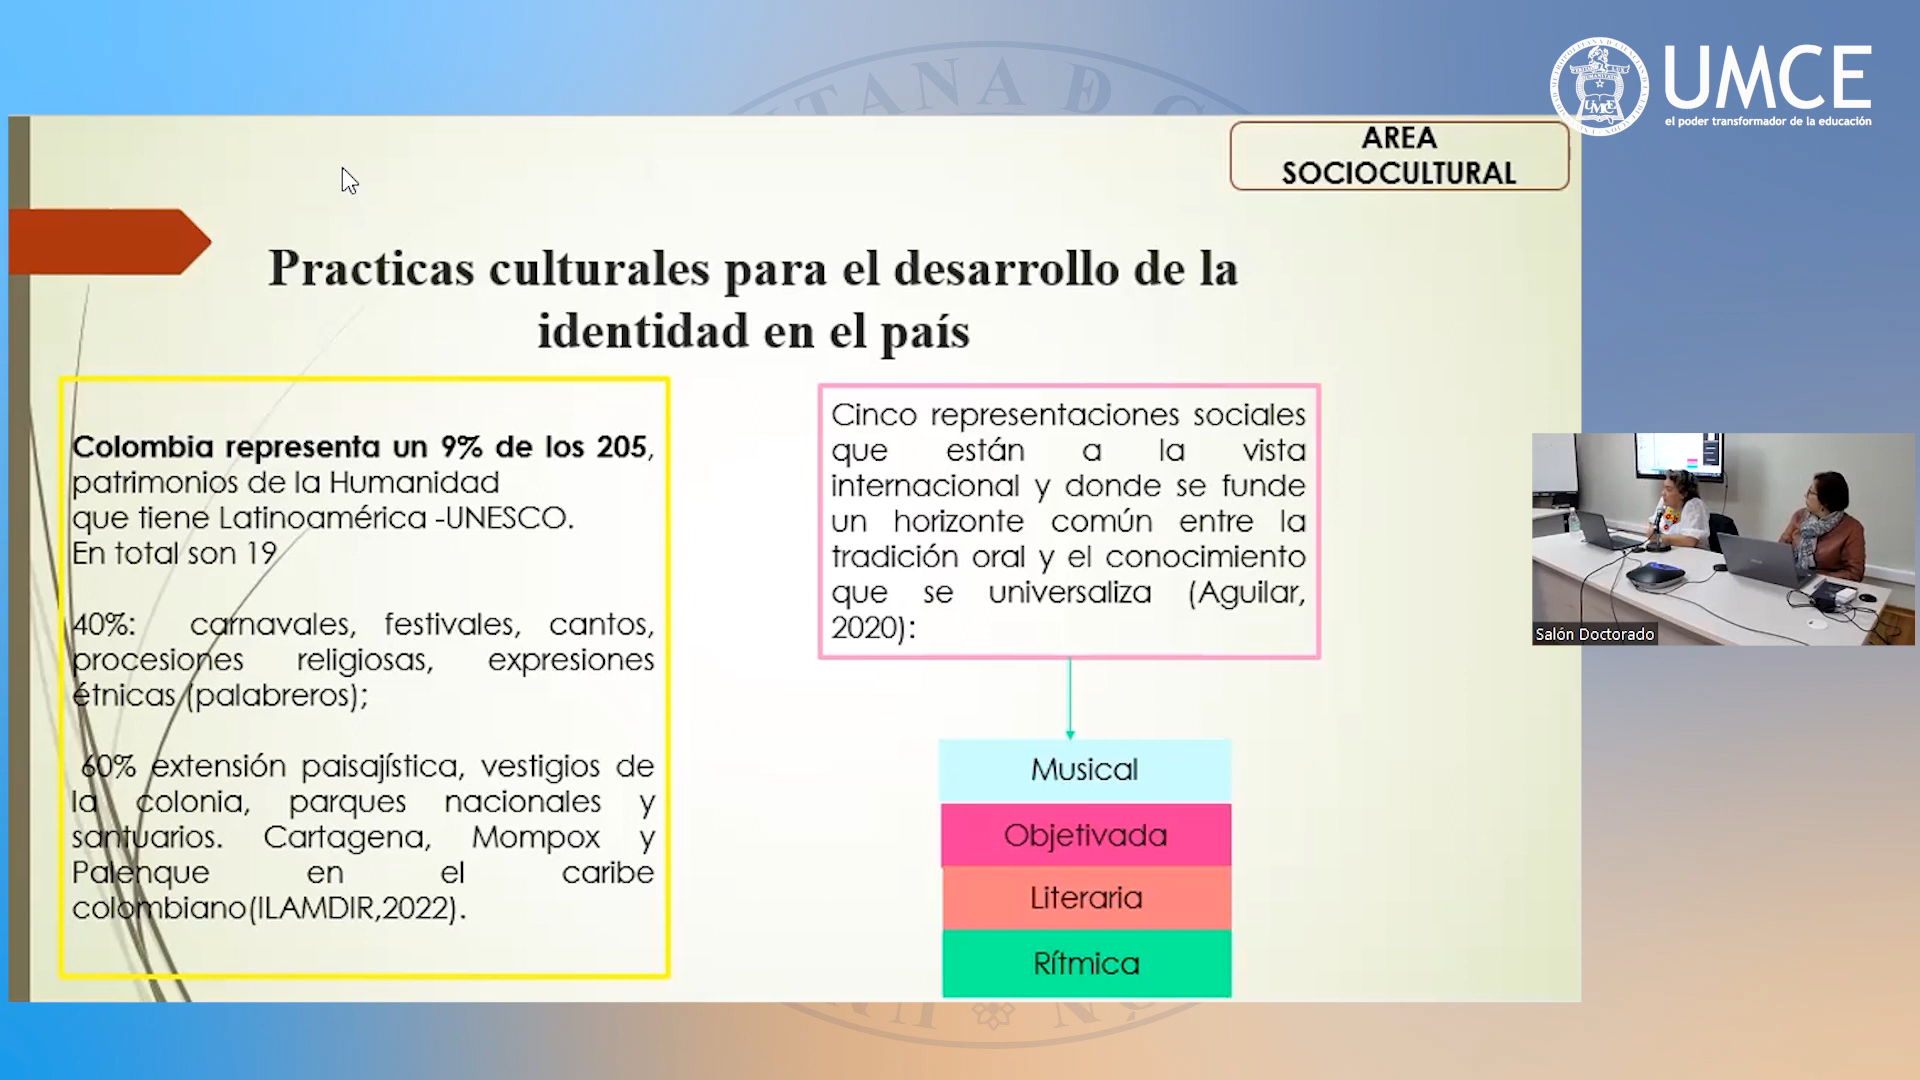 UMCE
el poder transformador de la educación
AREA
SOCIOCULTURAL
Practicas culturales para el desarrollo de la
identidad en el país
Colombia representa un 9% de los 205,
patrimonios de la Humanidad
que tiene Latinoamérica -UNESCO.
En total son 19
40%: carnavales, festivales, cantos,
procesiones religiosas, expresiones
étnicas (palabreros);
60% extensión paisajística, vestigios de
la colonia, parques nacionales y
santuarios. Cartagena, Mompox y
Palenque en el caribe
colombiano(ILAMDIR,2022).
Cinco representaciones sociales
que están a la vista
internacional y donde se funde
un horizonte común entre la
tradición oral y el conocimiento
que se universaliza (Aguilar,
2020):
Musical
Objetivada
Literaria
Rítmica
Salón Doctorado